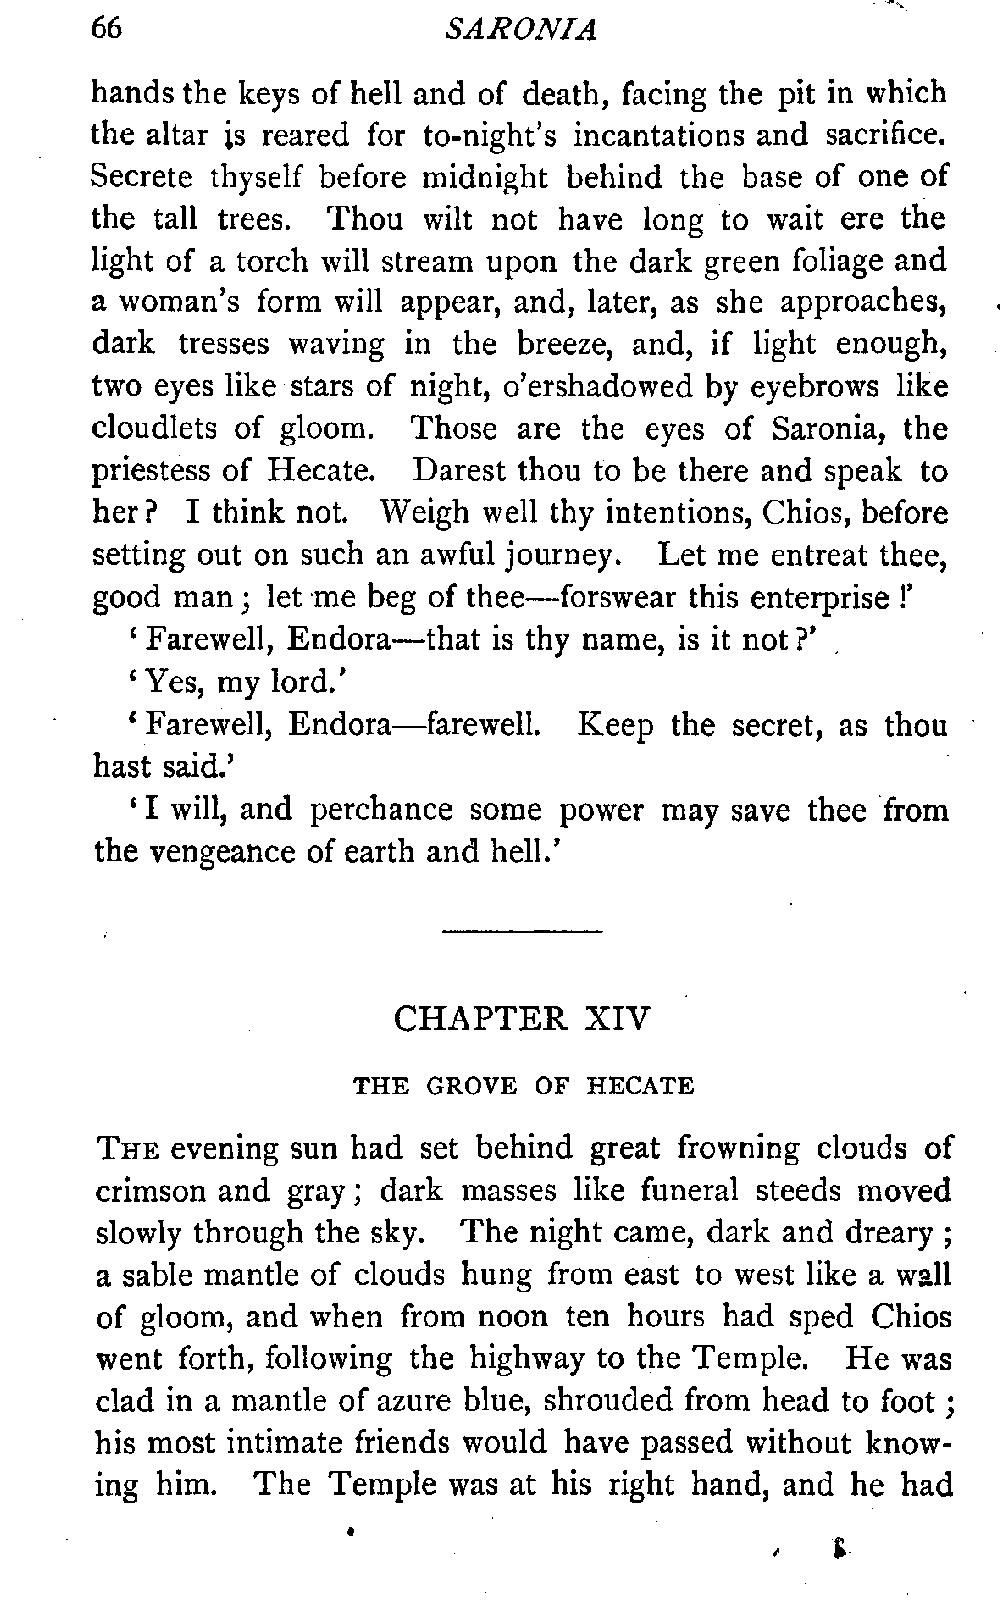 66 SARONIA
hands the keys of hell and of death, facing the pit in which
the altar is reared for to-night's incantations and sacrifice.
Secrete thyself before midnight behind the base of one of
the tall trees. Thou wilt not have long to wait ere the
light of a torch will stream upon the dark green foliage and
a woman's form will appear, and, later, as she approaches,
dark tresses waving in the breeze, and, if light enough,
two eyes like stars of night, o'ershadowed by eyebrows like
cloudlets of gloom. Those are the eyes of Saronia, the
priestess of Hecate. Darest thou to be there and speak to
her? I think not. Weigh well thy intentions, Chios, before
setting out on such an awful journey. Let me entreat thee,
good man; let me beg of thee—forswear this enterprise!'
'Farewell, Endora—that is thy name, is it not?'
'Yes, my lord.'
'Farewell, Endora—farewell. Keep the secret, as thou
hast said.'
'I will, and perchance some power may save thee from
the vengeance of earth and hell.'
CHAPTER XIV
THE GROVE OF HECATE
THE evening sun had set behind great frowning clouds of
crimson and gray; dark masses like funeral steeds moved
slowly through the sky. The night came, dark and dreary;
a sable mantle of clouds hung from east to west like a wall
of gloom, and when from noon ten hours had sped Chios
went forth, following the highway to the Temple. He was
clad in a mantle of azure blue, shrouded from head to foot;
his most intimate friends would have passed without know-
ing him. The Temple was at his right hand, and he had